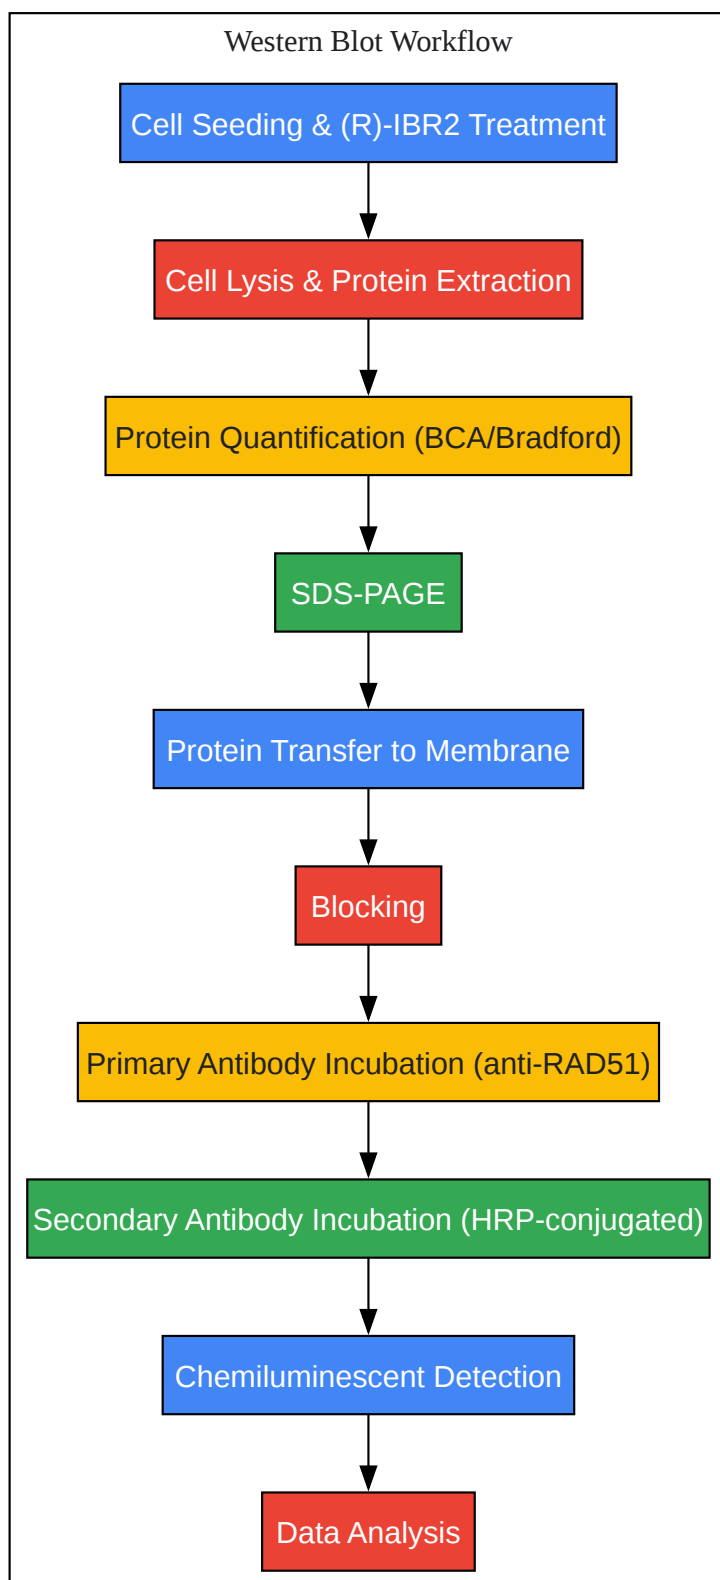 Western Blot Workflow
Cell Seeding & (R)-IBR2 Treatment
Cell Lysis & Protein Extraction
Protein Quantification (BCA/Bradford)
SDS-PAGE
Protein Transfer to Membrane
Blocking
Primary Antibody Incubation (anti-RAD51)
Secondary Antibody Incubation (HRP-conjugated)
Chemiluminescent Detection
Data Analysis